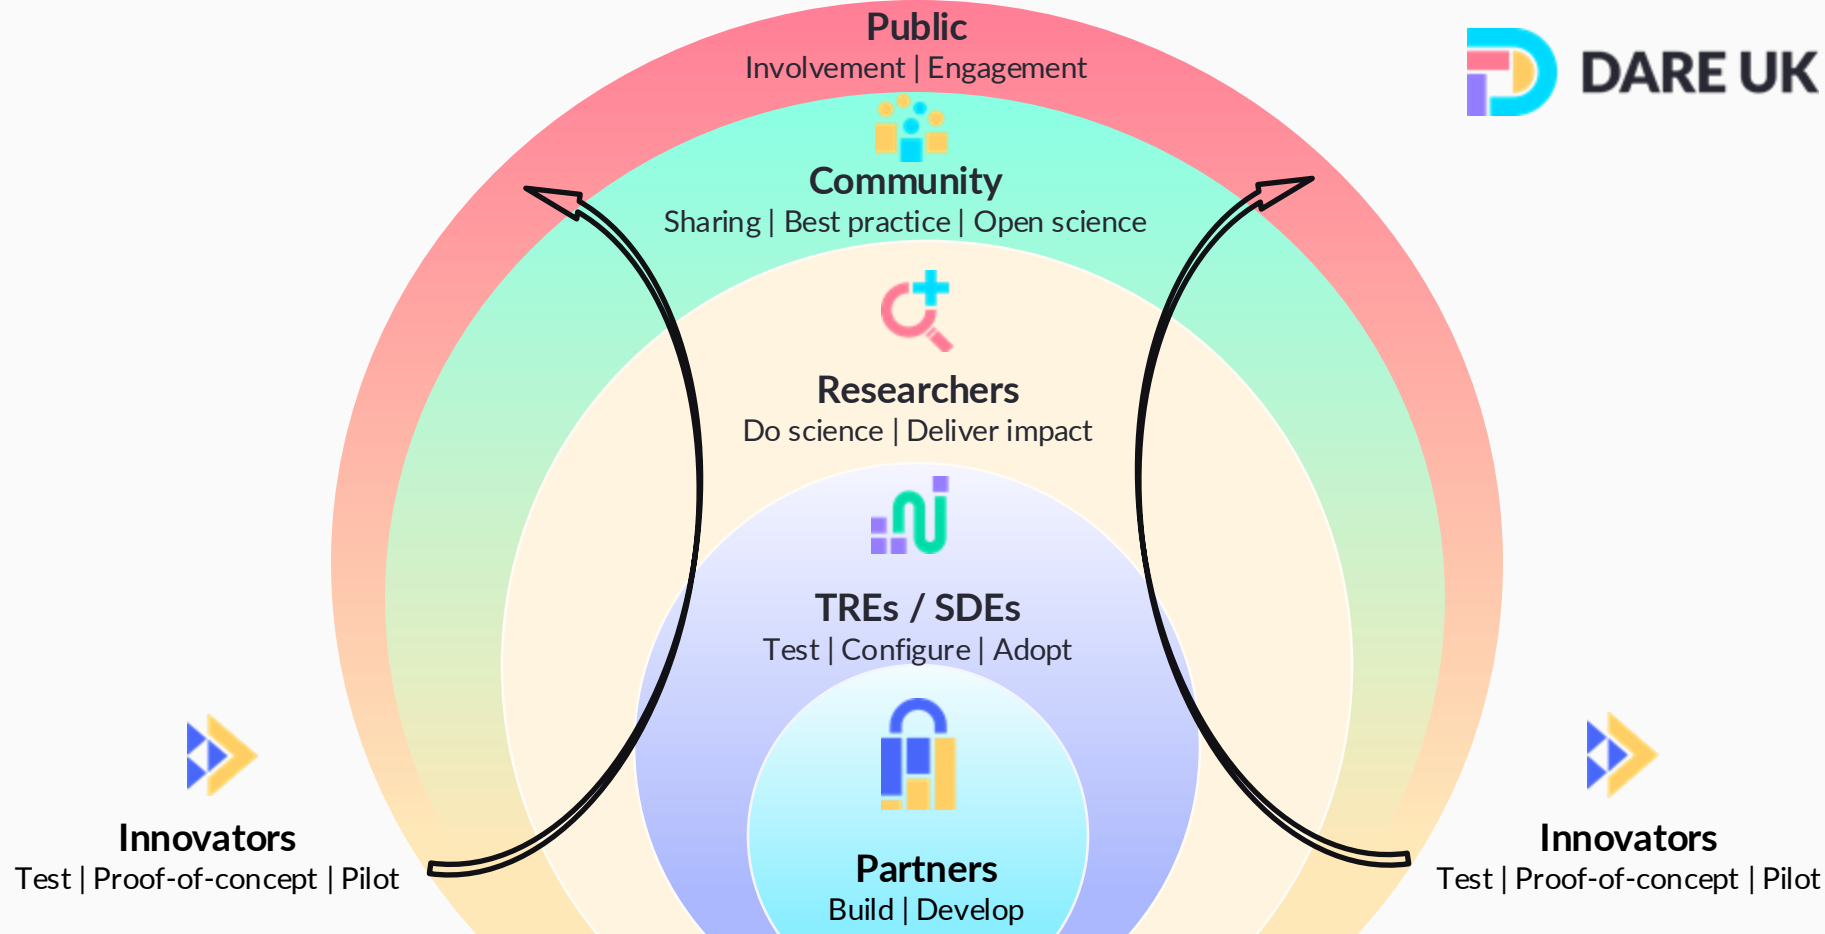 Public
Involvement | Engagement
DARE UK
Community
Sharing | Best practice | Open science
Researchers
Do science | Deliver impact
TREs / SDEs
Test | Configure | Adopt
Innovators
Test | Proof-of-concept | Pilot
Partners
Build | Develop
Innovators
Test | Proof-of-concept | Pilot